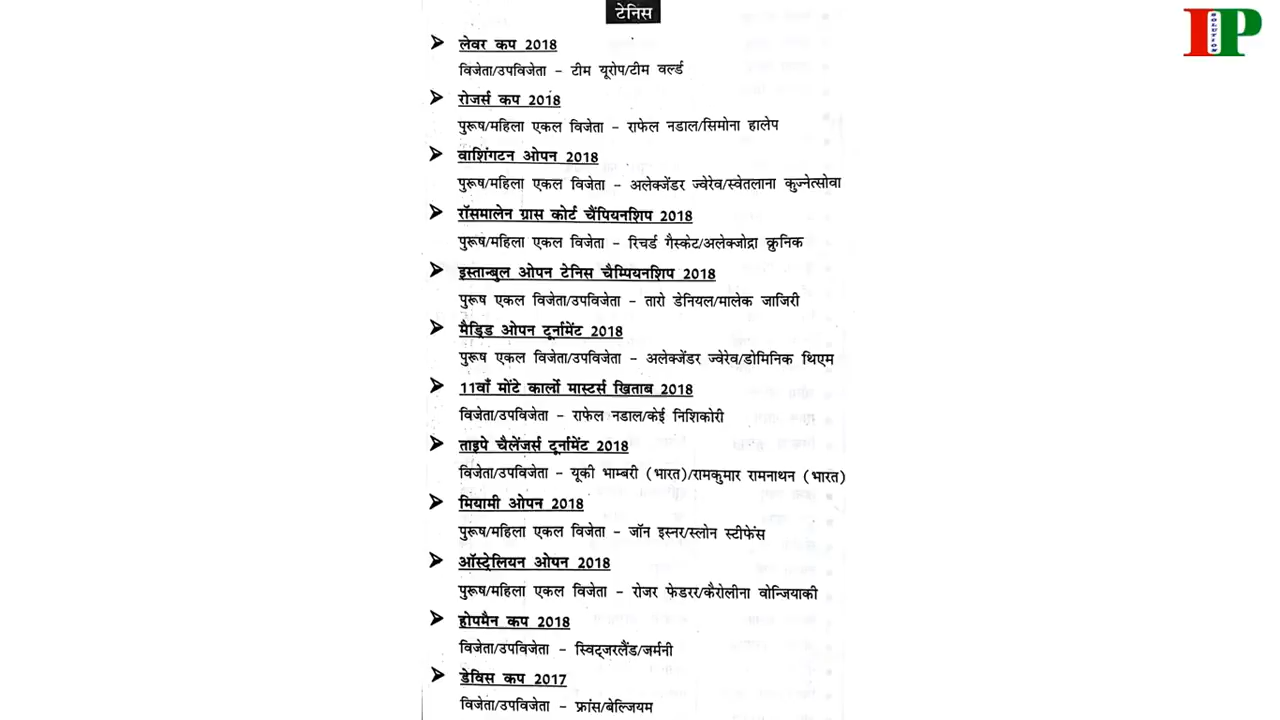 टेनिस
लेवर कप 2018
विजेता/उपविजेता – टीम यूरोप/टीम वर्ल्ड
रोजर्स कप 2018
पुरूष/महिला एकल विजेता – राफेल नडाल/सिमोना हालेप
वाशिंगटन ओपन 2018
पुरूष/महिला एकल विजेता – अलेक्जेंडर ज्वेरेव/स्वेतलाना कुज्नेत्सोवा
रॉसमालेन ग्रास कोर्ट चैंपियनशिप 2018
पुरूष/महिला एकल विजेता – रिचर्ड गैस्केट/अलेक्जोद्रा क्रुनिक
इस्तान्बुल ओपन टेनिस चैम्पियनशिप 2018
पुरूष एकल विजेता/उपविजेता – तारो डेनियल/मालेक जाजिरी
मैड्रिड ओपन टूर्नामेंट 2018
पुरूष एकल विजेता/उपविजेता – अलेक्जेंडर ज्वेरेव/डोमिनिक थिएम
11वाँ मोंटे कार्लो मास्टर्स खिताब 2018
विजेता/उपविजेता – राफेल नडाल/केई निशिकोरी
ताइपे चैलेंजर्स टूर्नामेंट 2018
विजेता/उपविजेता – यूकी भाम्बरी (भारत)/रामकुमार रामनाथन (भारत)
मियामी ओपन 2018
पुरूष/महिला एकल विजेता – जॉन इस्नर/स्लोन स्टीफेंस
ऑस्ट्रेलियन ओपन 2018
पुरूष/महिला एकल विजेता – रोजर फेडरर/कैरोलीना वोन्जियाकी
होपमैन कप 2018
विजेता/उपविजेता – स्विट्जरलैंड/जर्मनी
डेविस कप 2017
विजेता/उपविजेता – फ्रांस/बेल्जियम
IP
SOLUTION